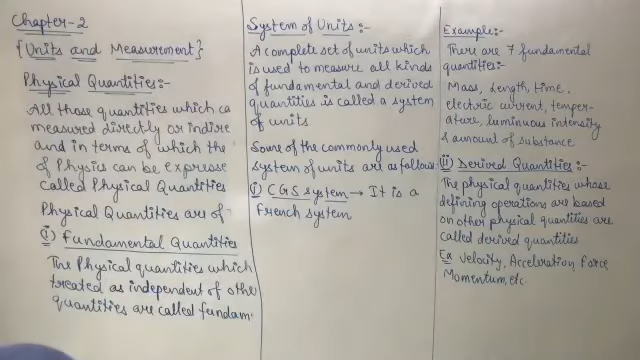 Chapter-2
{Units and Measurement}
Physical Quantities:-
All those quantities which ca
measured directly or indire
and in terms of which the
of Physics can be expresse
called Physical Quantities
Physical Quantities are of
(i) Fundamental Quantities
The Physical quantities which
treated as independent of othe
quantities are called fundam
System of Units:-
A complete set of units which
is used to measure all kinds
of fundamental and derived
quantities is called a system
of units
Some of the commonly used
system of units are as follows
(i) CGS system → It is a
French system
Example:-
There are 7 fundamental
quantities:-
Mass, Length, time,
electric current, temper-
ature, luminous intensity
& amount of substance
(ii) Derived Quantities:-
The physical quantities whose
defining operations are based
on other physical quantities are
called derived quantities
Ex Velocity, Acceleration Force
Momentum, etc.